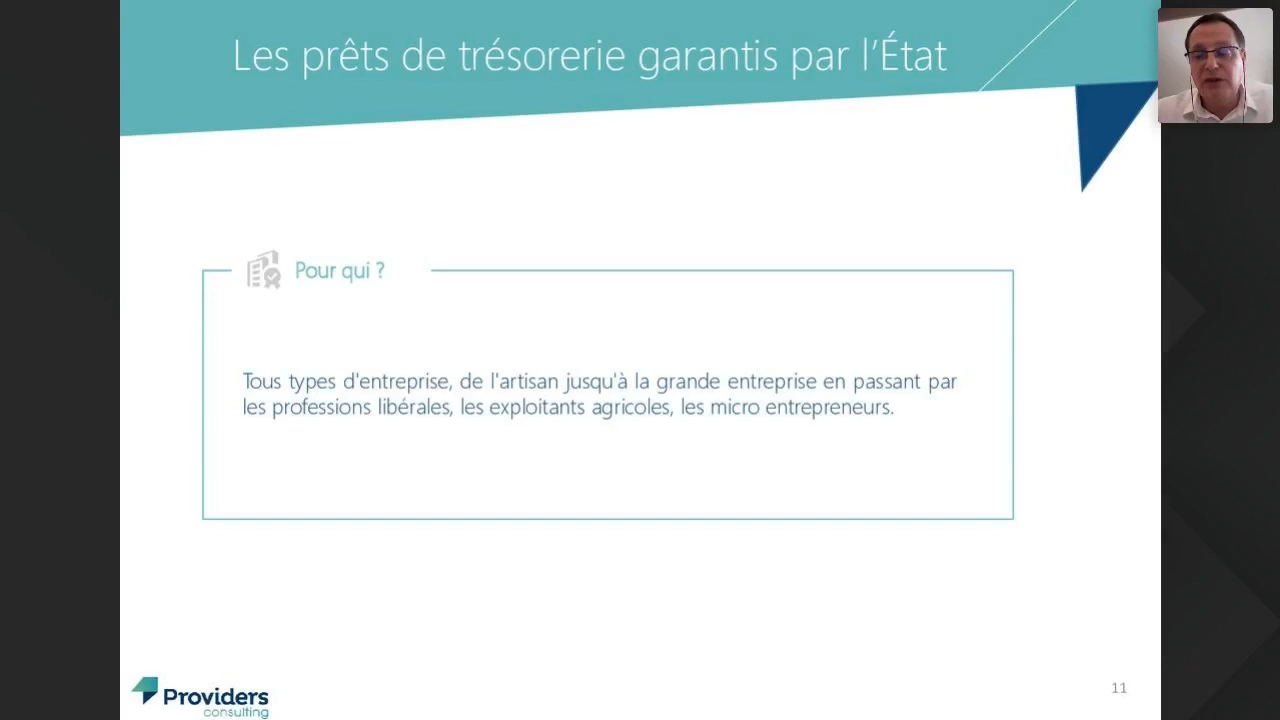 Les prêts de trésorerie garantis par l’État
Pour qui ?
Tous types d'entreprise, de l'artisan jusqu'à la grande entreprise en passant par
les professions libérales, les exploitants agricoles, les micro entrepreneurs.
Providers
consulting
11